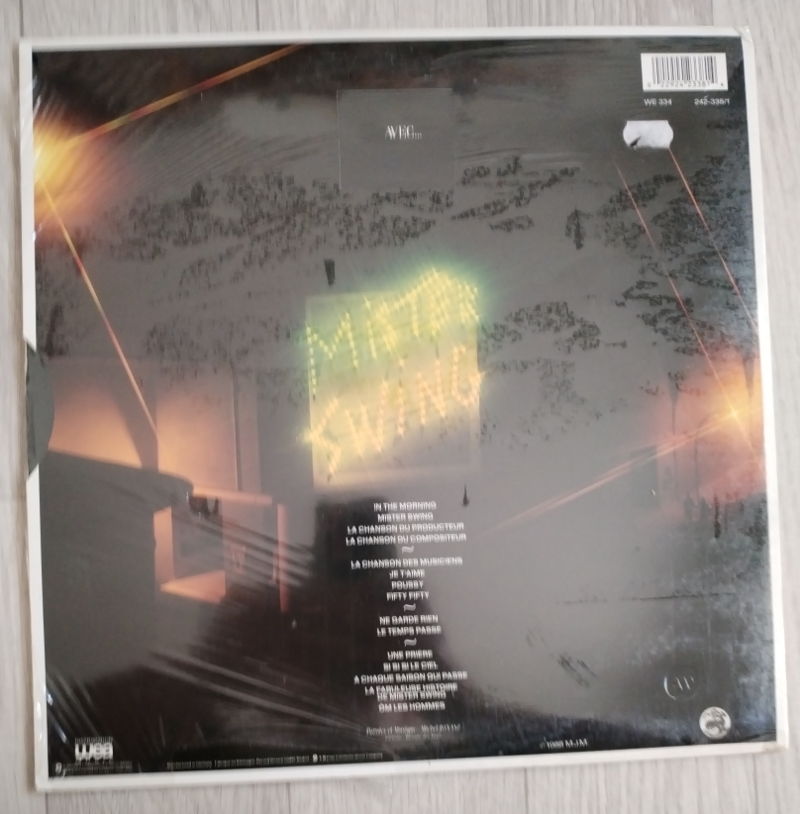 WE 334 242-338/1
AVEC...
MISTER
SWING
IN THE MORNING
MISTER SWING
LA CHANSON DU PRODUCTEUR
LA CHANSON DU COMPOSITEUR
LA CHANSON DES MUSICIENS
JE T'AIME
POUSSY
FIFTY FIFTY
NE GARDE RIEN
LE TEMPS PASSE
UNE PRIÈRE
SI SI SI LE CIEL
A CHAQUE SAISON QUI PASSE
LA FABULEUSE HISTOIRE
DE MISTER SWING
OM LES HOMMES
wea
© 1988 M.J.M